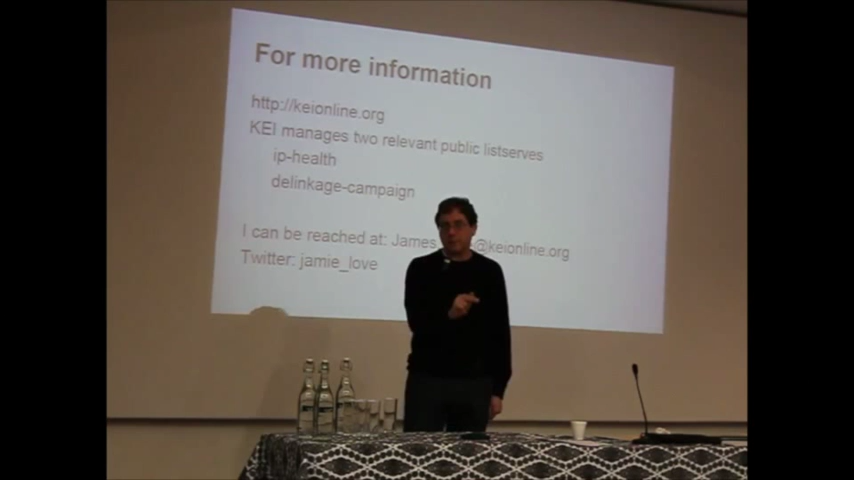 For more information
http://keionline.org
KEI manages two relevant public listserves
ip-health
delinkage-campaign
I can be reached at: James @keionline.org
Twitter: jamie_love